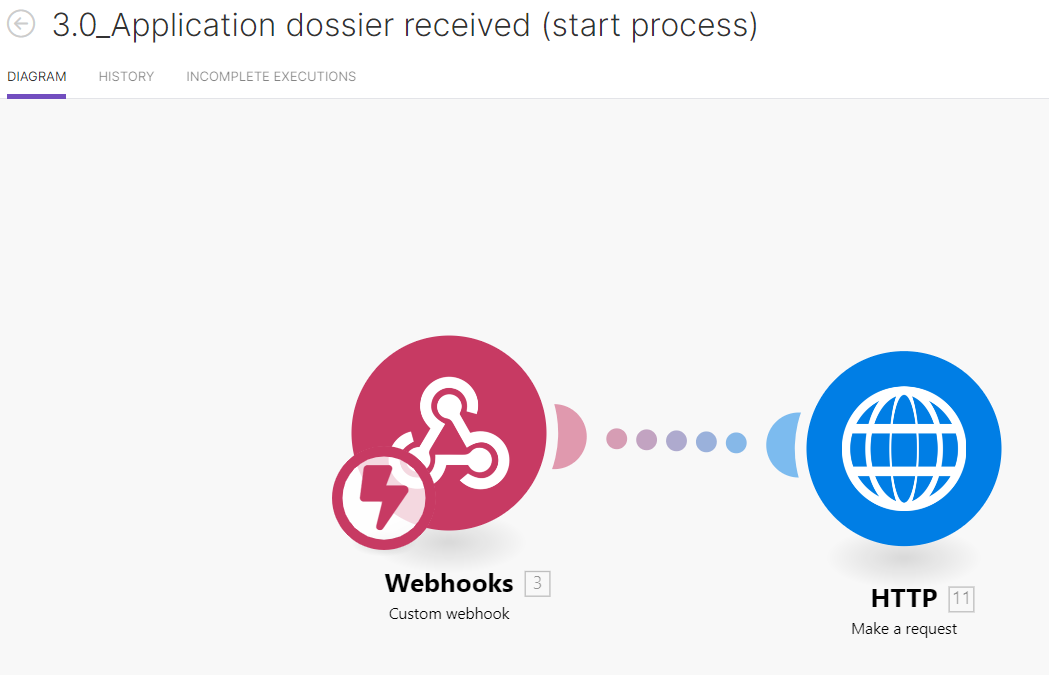 3.0_Application dossier received (start process)
DIAGRAM HISTORY INCOMPLETE EXECUTIONS
Webhooks 3
Custom webhook
HTTP 11
Make a request